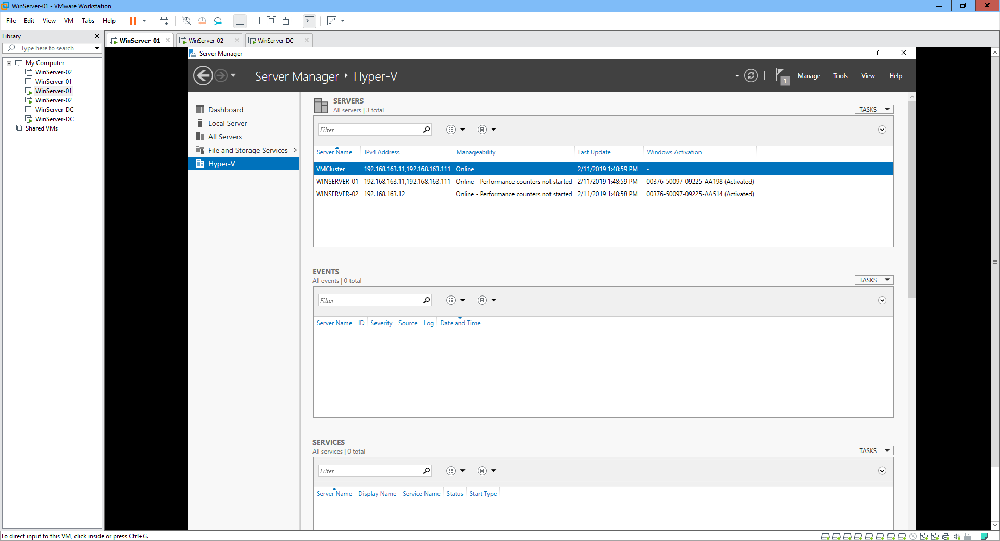 WinServer-01 - VMware Workstation
File Edit View VM Tabs Help
Library
Type here to search
My Computer
WinServer-02
WinServer-01
WinServer-01
WinServer-02
WinServer-DC
WinServer-DC
Shared VMs
WinServer-01 WinServer-02 WinServer-DC
Server Manager
Server Manager Hyper-V
1 Manage Tools View Help
Dashboard
Local Server
All Servers
File and Storage Services
Hyper-V
SERVERS
All servers | 3 total
TASKS
Filter
Server Name IPv4 Address Manageability Last Update Windows Activation
VMCluster 192.168.163.11,192.168.163.111 Online 2/11/2019 1:48:59 PM -
WINSERVER-01 192.168.163.11,192.168.163.111 Online - Performance counters not started 2/11/2019 1:48:59 PM 00376-50097-09225-AA198 (Activated)
WINSERVER-02 192.168.163.12 Online - Performance counters not started 2/11/2019 1:48:58 PM 00376-50097-09225-AA514 (Activated)
EVENTS
All events | 0 total
TASKS
Filter
Server Name ID Severity Source Log Date and Time
SERVICES
All services | 0 total
TASKS
Filter
Server Name Display Name Service Name Status Start Type
To direct input to this VM, click inside or press Ctrl+G.